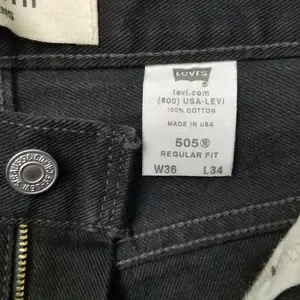 LEVI'S
levi.com
(800) USA-LEVI
100% COTTON
MADE IN USA
505®
REGULAR FIT
W36 L34